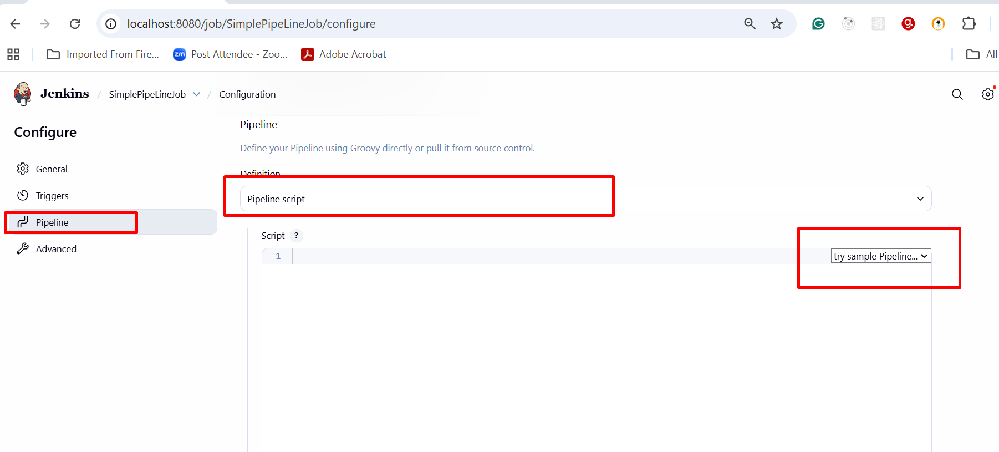 localhost:8080/job/SimplePipeLineJob/configure
g.
Imported From Fire...
zm
Post Attendee - Zoo...
Adobe Acrobat
All
Jenkins / SimplePipeLineJob / Configuration
Configure
General
Triggers
Pipeline
Advanced
Pipeline
Define your Pipeline using Groovy directly or pull it from source control.
Definition
Pipeline script
Script ?
1
try sample Pipeline...